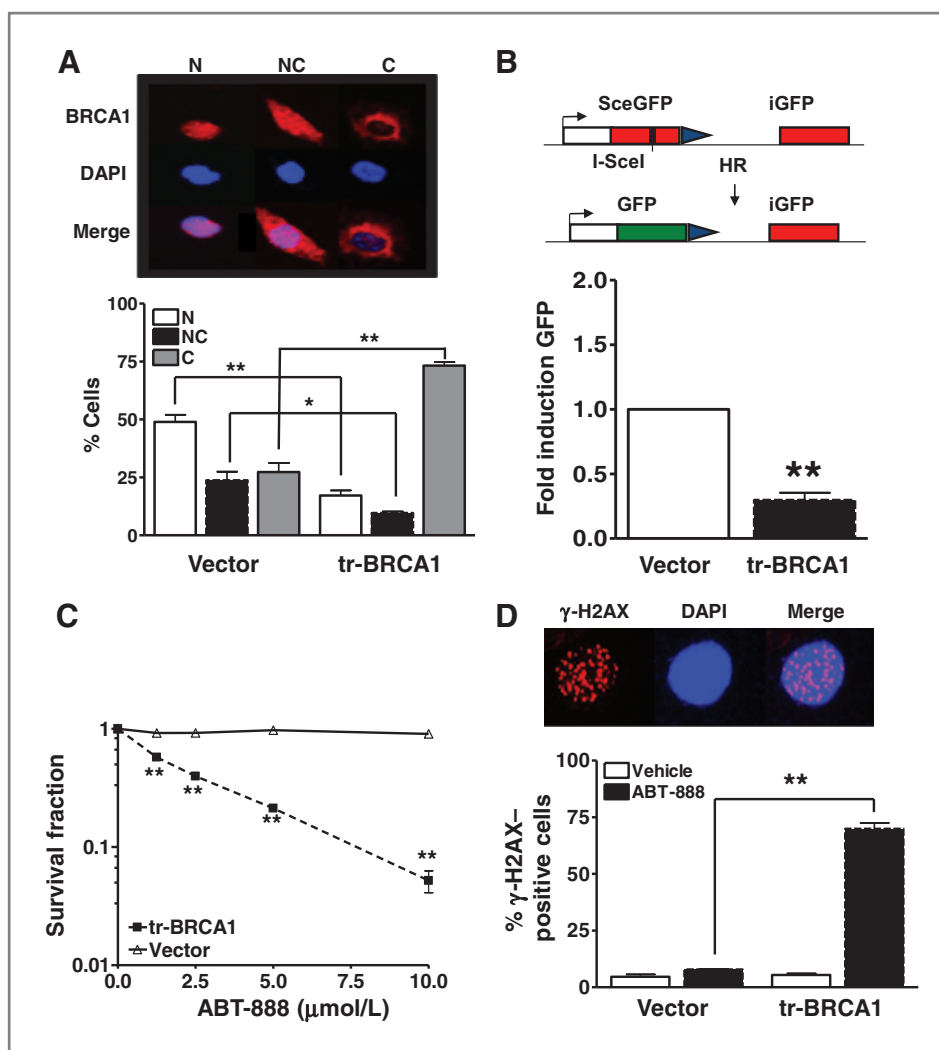 A
N NC C
BRCA1
DAPI
Merge
100
75
50
25
0
% Cells
N
NC
C
**
**
*
Vector tr-BRCA1
B
SceGFP iGFP
I-SceI
HR
GFP iGFP
2.0
1.5
1.0
0.5
0.0
Fold induction GFP
**
Vector tr-BRCA1
C
1
0.1
0.01
Survival fraction
**
**
**
**
tr-BRCA1
Vector
0.0 2.5 5.0 7.5 10.0
ABT-888 (μmol/L)
D
γ-H2AX DAPI Merge
100
75
50
25
0
% γ-H2AX–
positive cells
Vehicle
ABT-888
**
Vector tr-BRCA1